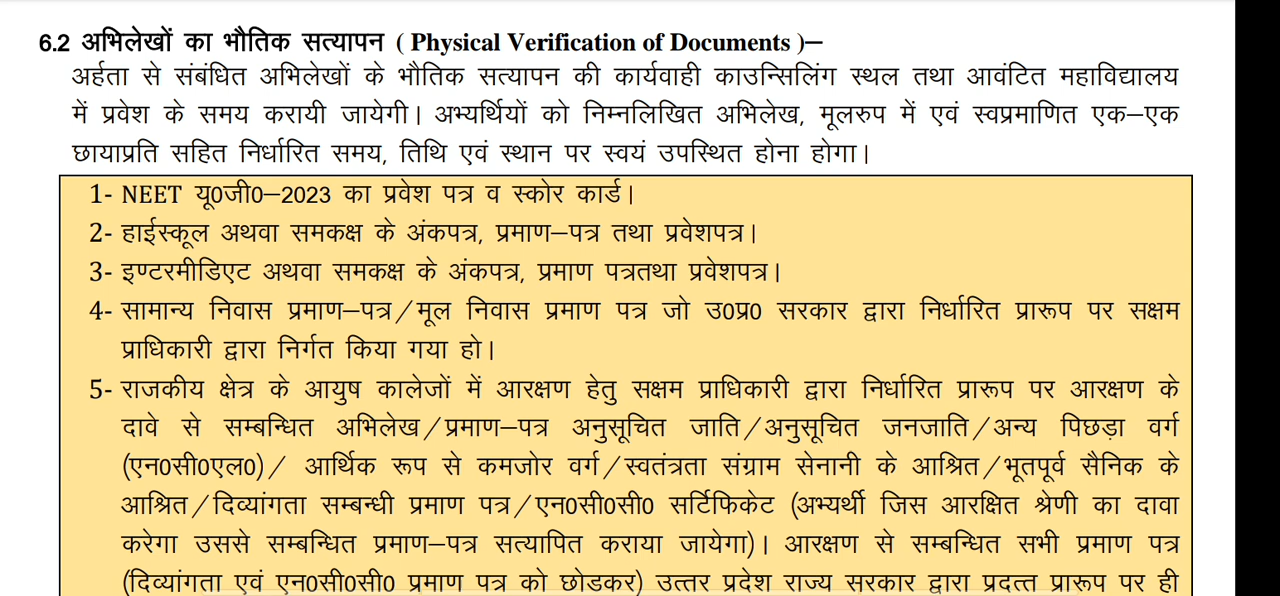 6.2 अभिलेखों का भौतिक सत्यापन ( Physical Verification of Documents )–
अर्हता से संबंधित अभिलेखों के भौतिक सत्यापन की कार्यवाही काउन्सिलिंग स्थल तथा आवंटित महाविद्यालय
में प्रवेश के समय करायी जायेगी। अभ्यर्थियों को निम्नलिखित अभिलेख, मूलरुप में एवं स्वप्रमाणित एक–एक
छायाप्रति सहित निर्धारित समय, तिथि एवं स्थान पर स्वयं उपस्थित होना होगा।
1- NEET यू0जी0–2023 का प्रवेश पत्र व स्कोर कार्ड।
2- हाईस्कूल अथवा समकक्ष के अंकपत्र, प्रमाण–पत्र तथा प्रवेशपत्र।
3- इण्टरमीडिएट अथवा समकक्ष के अंकपत्र, प्रमाण पत्रतथा प्रवेशपत्र।
4- सामान्य निवास प्रमाण–पत्र/मूल निवास प्रमाण पत्र जो उ0प्र0 सरकार द्वारा निर्धारित प्रारूप पर सक्षम
प्राधिकारी द्वारा निर्गत किया गया हो।
5- राजकीय क्षेत्र के आयुष कालेजों में आरक्षण हेतु सक्षम प्राधिकारी द्वारा निर्धारित प्रारूप पर आरक्षण के
दावे से सम्बन्धित अभिलेख/प्रमाण–पत्र अनुसूचित जाति/अनुसूचित जनजाति/अन्य पिछड़ा वर्ग
(एन0सी0एल0)/ आर्थिक रूप से कमजोर वर्ग/स्वतंत्रता संग्राम सेनानी के आश्रित/भूतपूर्व सैनिक के
आश्रित/दिव्यांगता सम्बन्धी प्रमाण पत्र/एन0सी0सी0 सर्टिफिकेट (अभ्यर्थी जिस आरक्षित श्रेणी का दावा
करेगा उससे सम्बन्धित प्रमाण–पत्र सत्यापित कराया जायेगा)। आरक्षण से सम्बन्धित सभी प्रमाण पत्र
(दिव्यांगता एवं एन0सी0सी0 प्रमाण पत्र को छोडकर) उत्तर प्रदेश राज्य सरकार द्वारा प्रदत्त प्रारूप पर ही